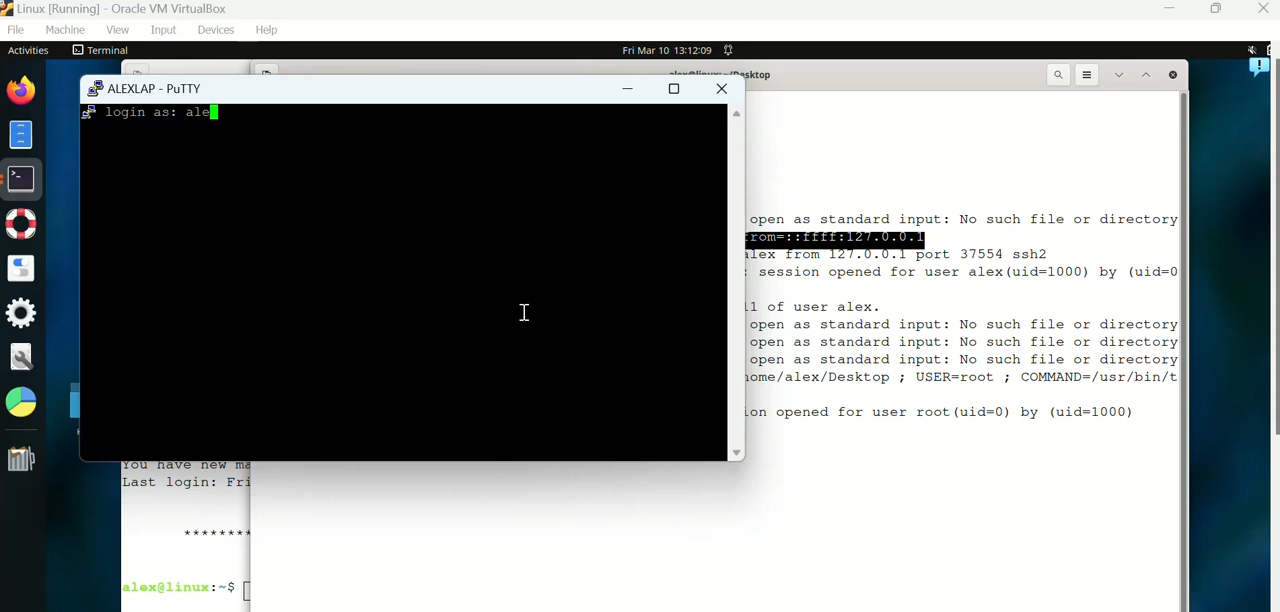 Linux [Running] - Oracle VM VirtualBox
File Machine View Input Devices Help
Activities Terminal Fri Mar 10 13:12:09
alex@linux: ~/Desktop
ALEXLAP - PuTTY
login as: ale
open as standard input: No such file or directory
from=::ffff:127.0.0.1
alex from 127.0.0.1 port 37554 ssh2
: session opened for user alex(uid=1000) by (uid=0
ll of user alex.
open as standard input: No such file or directory
open as standard input: No such file or directory
open as standard input: No such file or directory
home/alex/Desktop ; USER=root ; COMMAND=/usr/bin/t
ion opened for user root(uid=0) by (uid=1000)
You have new ma
Last login: Fri
********
alex@linux:~$